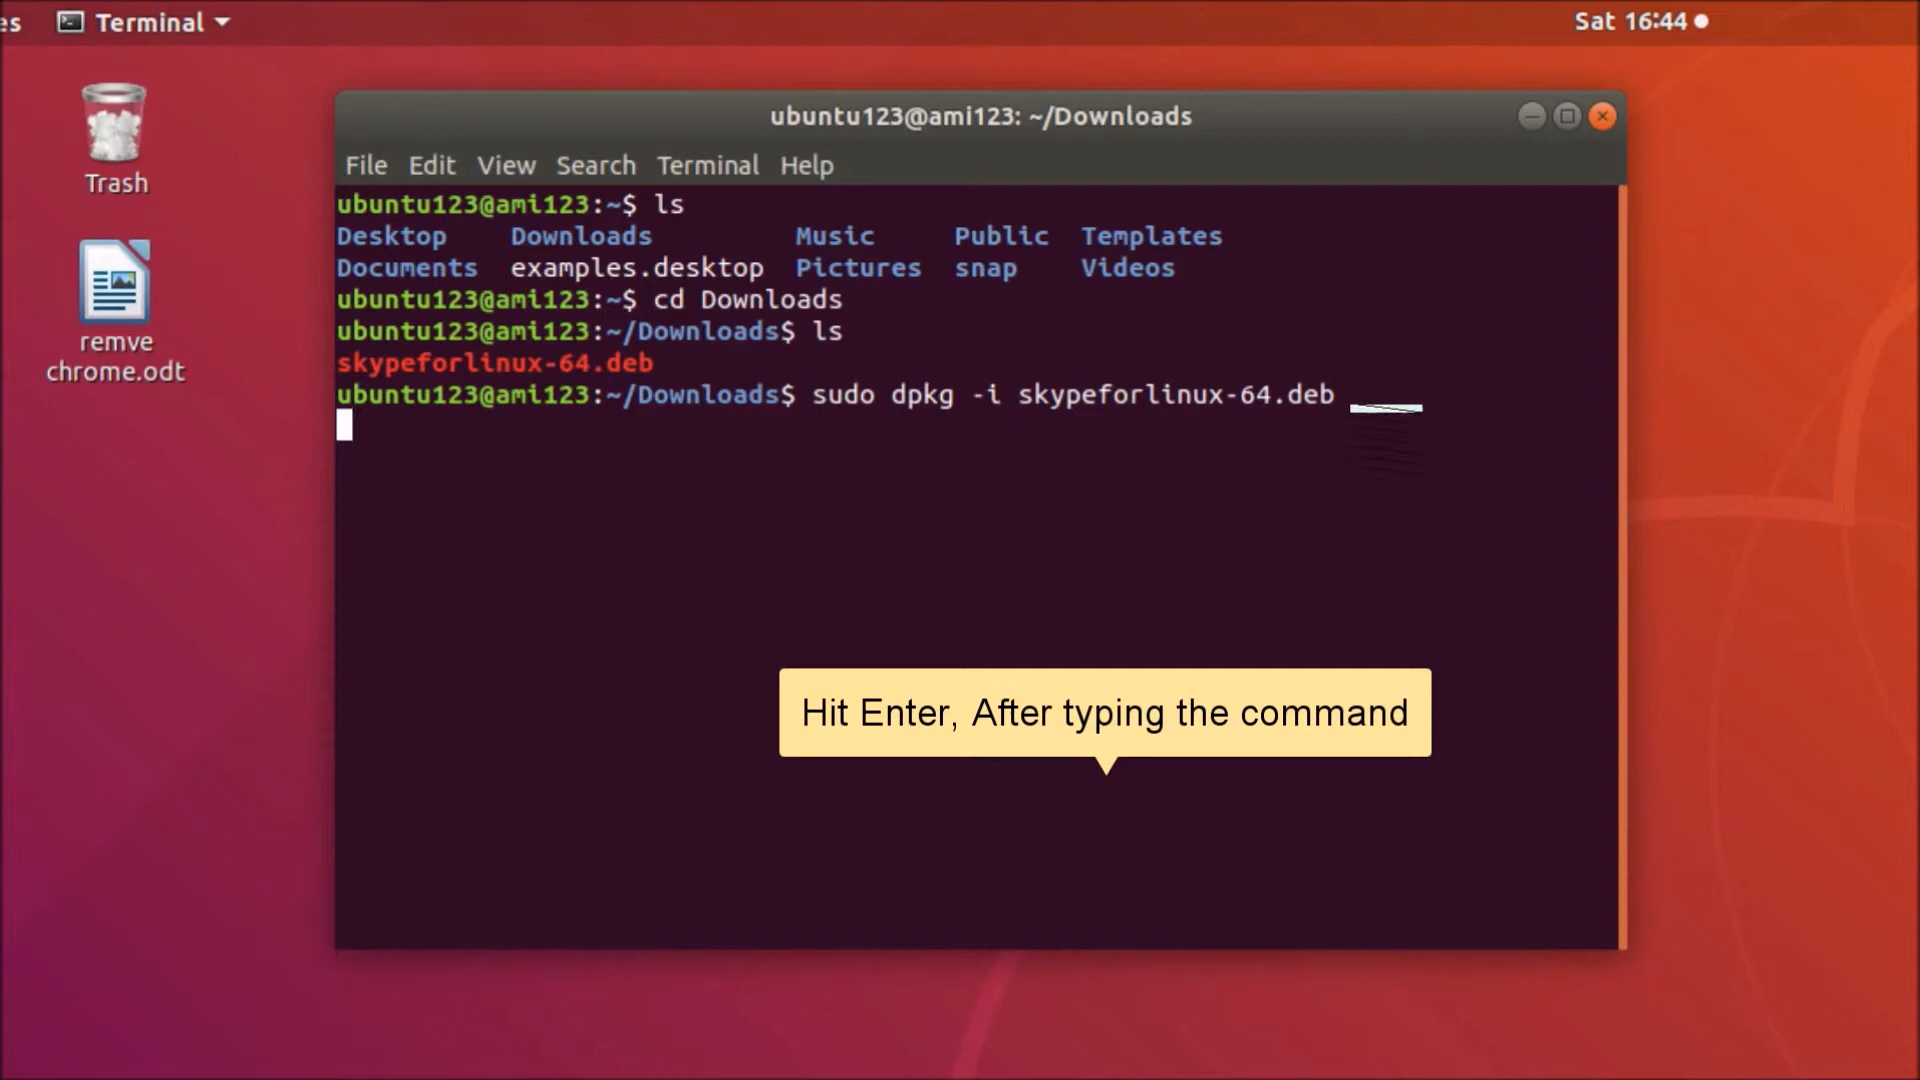 es Terminal Sat 16:44
Trash
remve
chrome.odt
ubuntu123@ami123: ~/Downloads
File Edit View Search Terminal Help
ubuntu123@ami123:~$ ls
Desktop Downloads Music Public Templates
Documents examples.desktop Pictures snap Videos
ubuntu123@ami123:~$ cd Downloads
ubuntu123@ami123:~/Downloads$ ls
skypeforlinux-64.deb
ubuntu123@ami123:~/Downloads$ sudo dpkg -i skypeforlinux-64.deb
Hit Enter, After typing the command